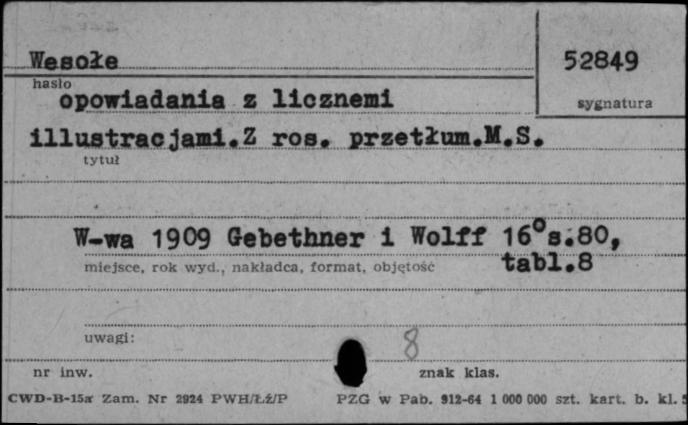 Wesołe
52849
hasło
opowiadania z licznemi
sygnatura
illustracjami.Z ros. przetłum.M.S.
tytuł
W-wa 1909 Gebethner i Wolff 16° s.80,
miejsce, rok wyd., nakładca, format, objętość
tabl.8
uwagi:
8
nr inw.
znak klas.
CWD-B-15a Zam. Nr 2924 PWH/Łź/P
PZG w Pab. 912-64 1 000 000 szt. kart. b. kl.